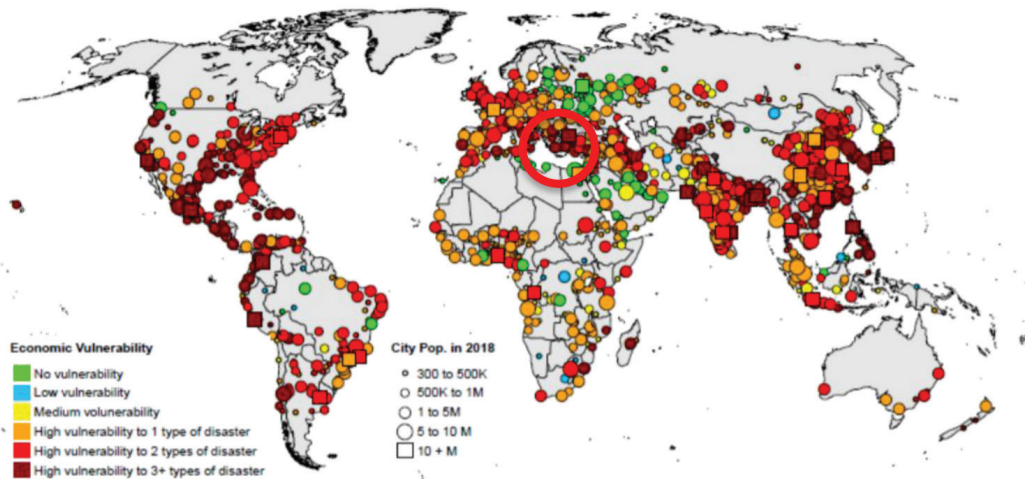 Economic Vulnerability
No vulnerability
Low vulnerability
Medium volunerability
High vulnerability to 1 type of disaster
High vulnerability to 2 types of disaster
High vulnerability to 3+ types of disaster
City Pop. in 2018
300 to 500K
500K to 1M
1 to 5M
5 to 10 M
10 + M